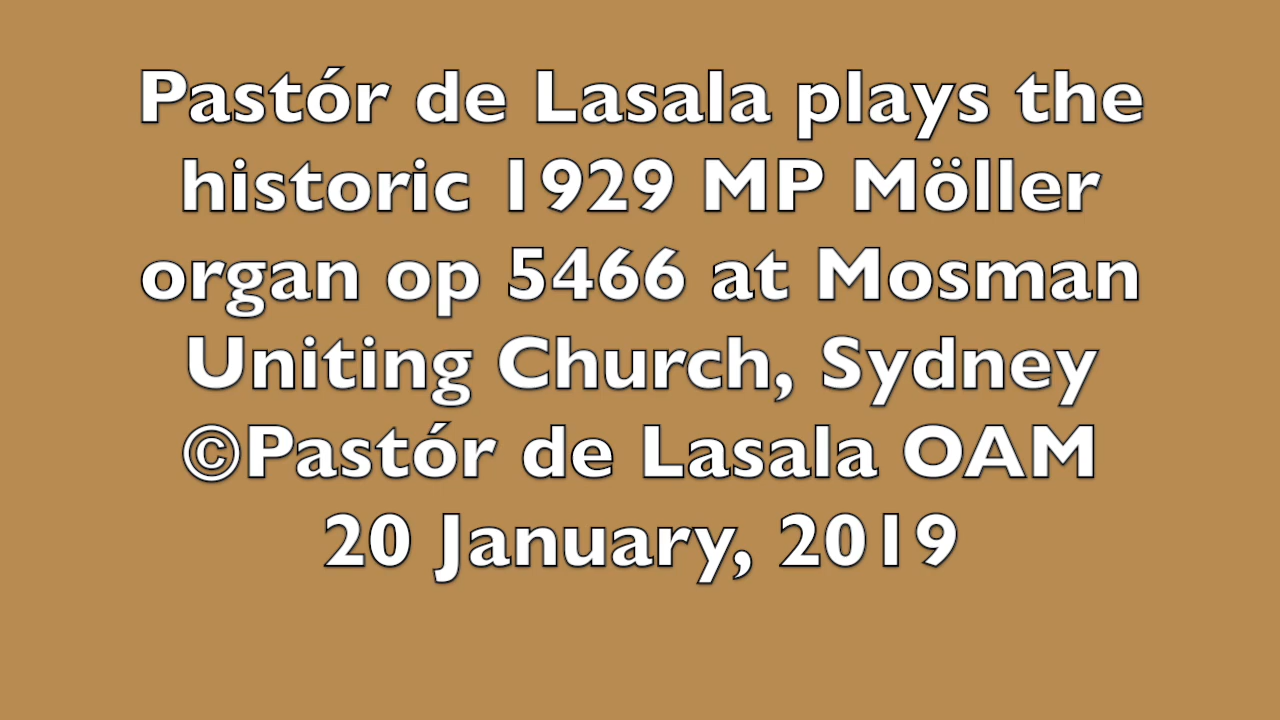 Pastór de Lasala plays the
historic 1929 MP Möller
organ op 5466 at Mosman
Uniting Church, Sydney
©Pastór de Lasala OAM
20 January, 2019